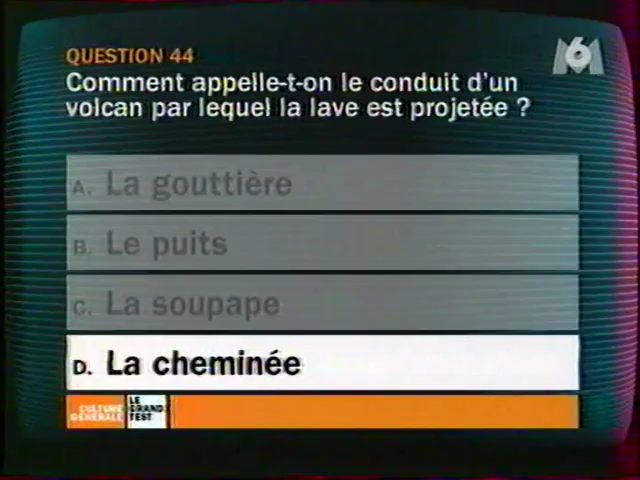 QUESTION 44
M6
Comment appelle-t-on le conduit d'un
volcan par lequel la lave est projetée ?
A. La gouttière
B. Le puits
C. La soupape
D. La cheminée
CULTURE
GÉNÉRALE
LE
GRAND
TEST